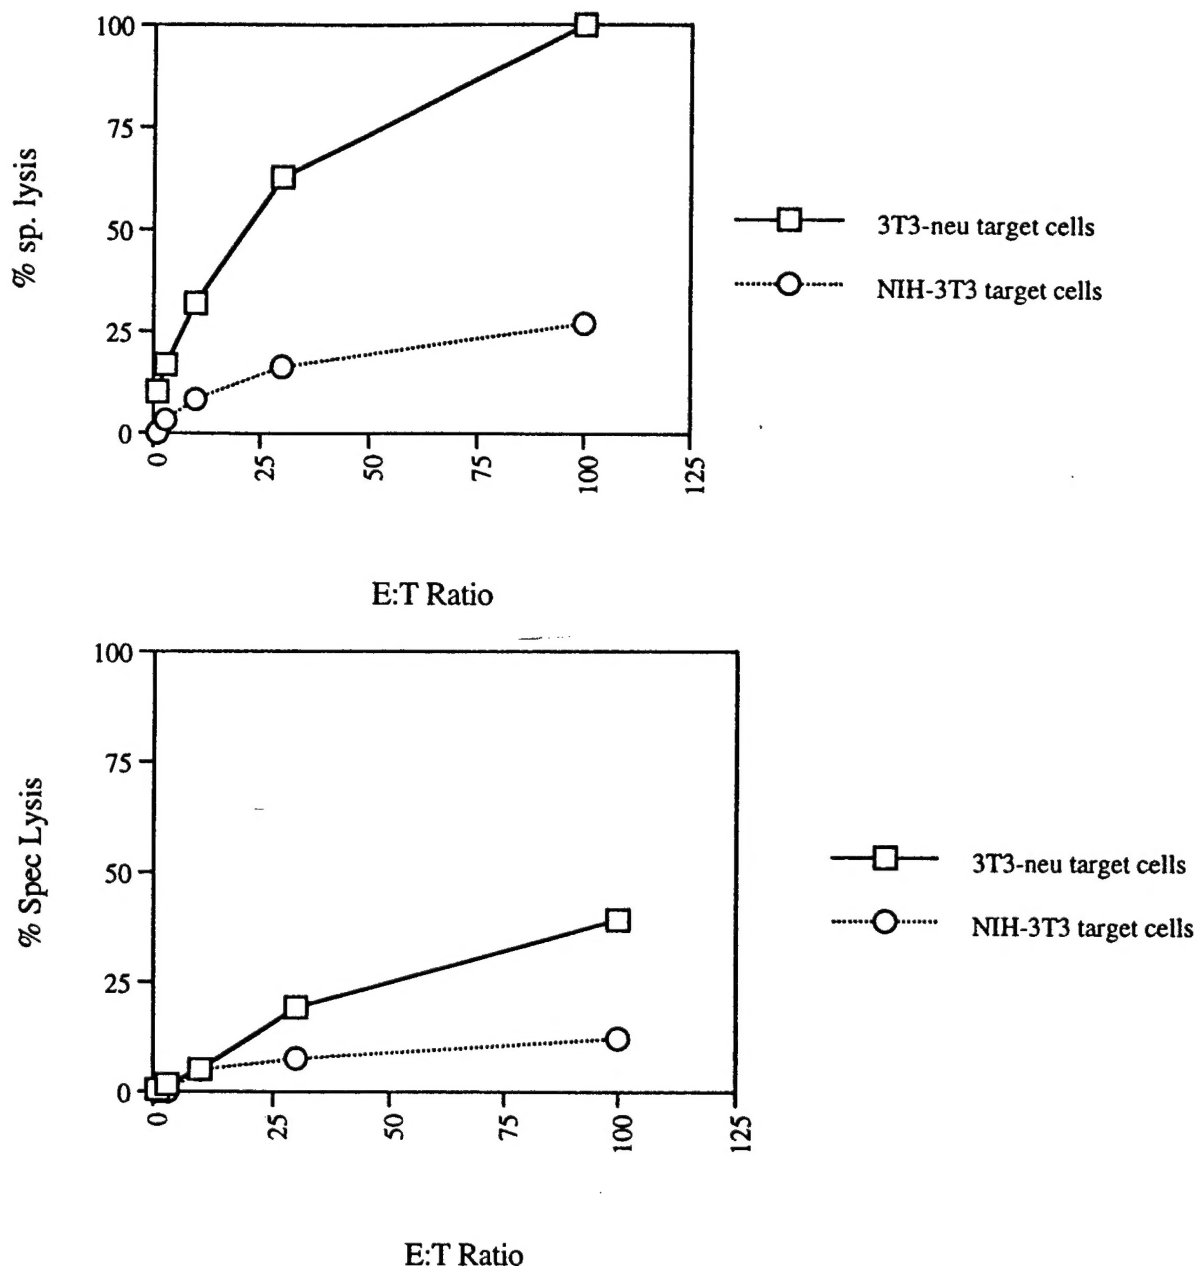 100
75
50
25
0
% sp. lysis
0 25 50 75 100 125
E:T Ratio
3T3-neu target cells
NIH-3T3 target cells
100
75
50
25
0
% Spec Lysis
0 25 50 75 100 125
E:T Ratio
3T3-neu target cells
NIH-3T3 target cells